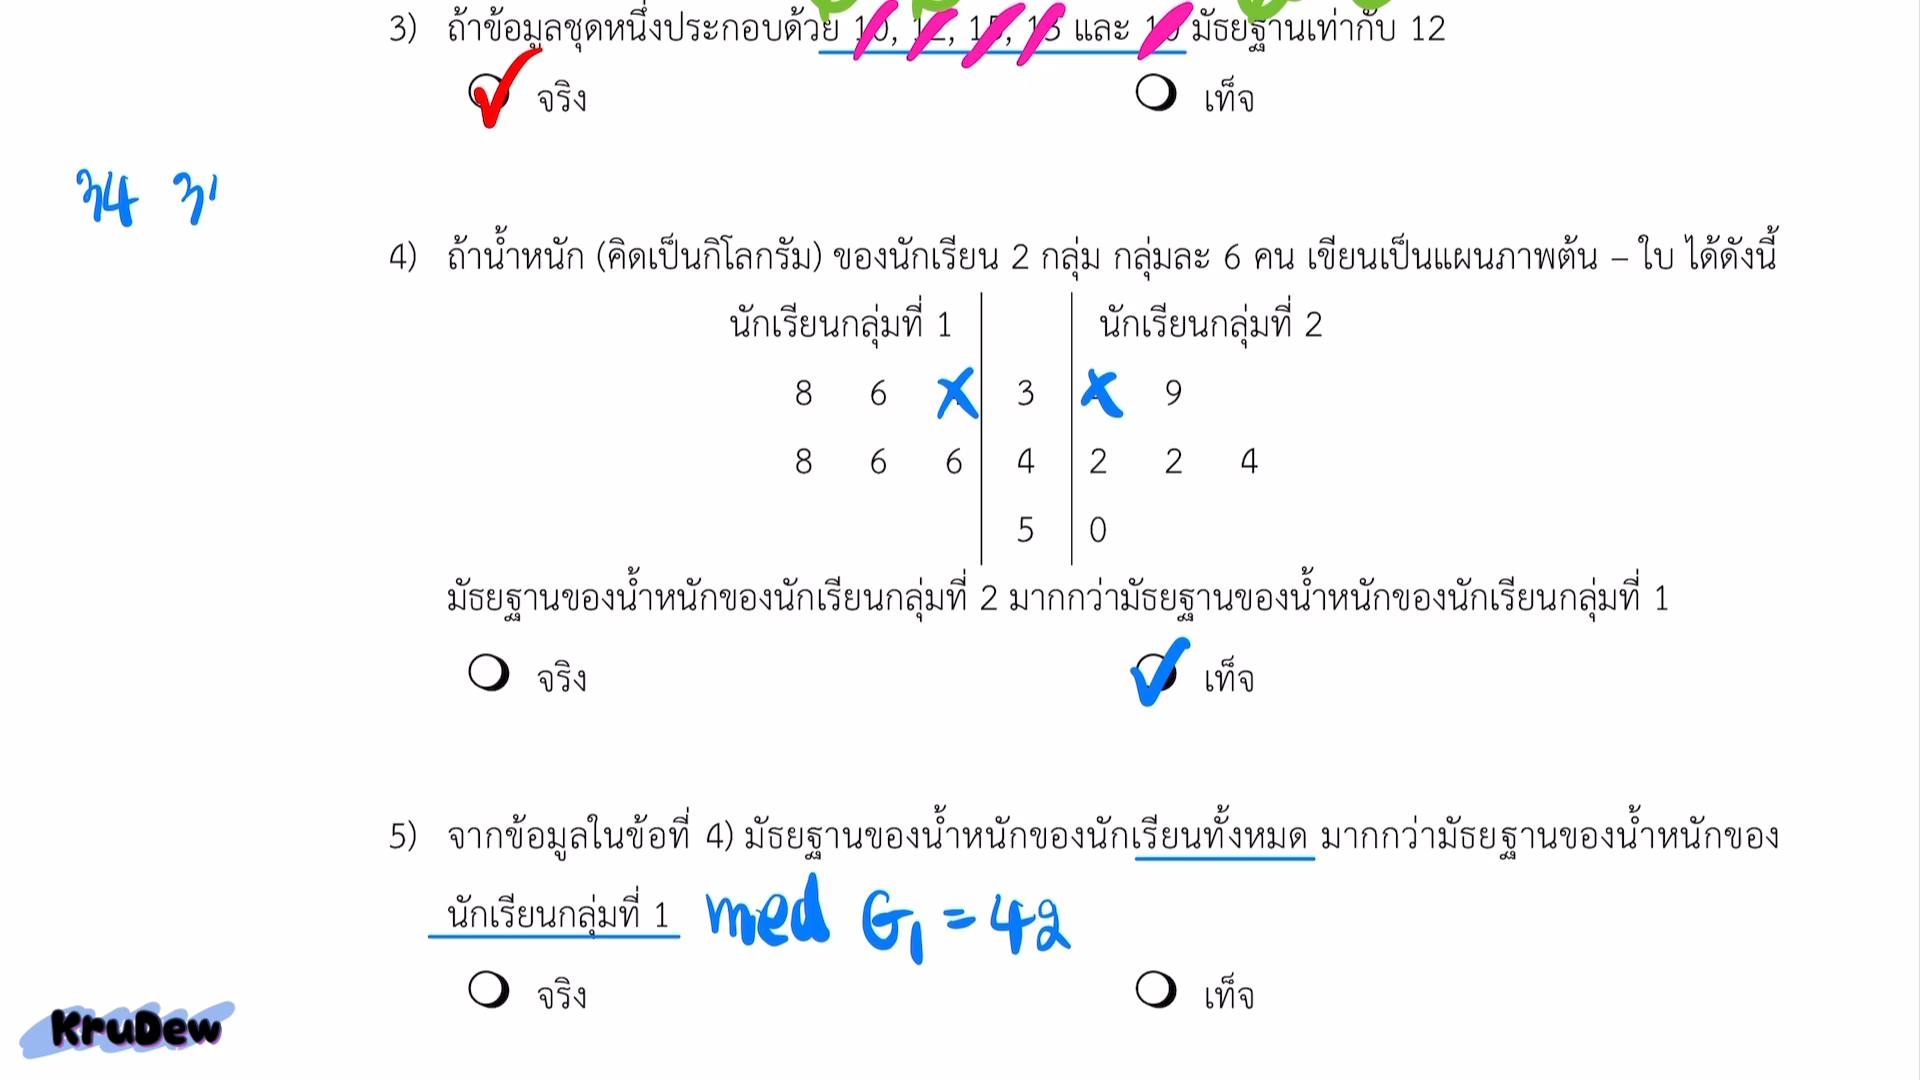 3) ถ้าข้อมูลชุดหนึ่งประกอบด้วย 10, 12, 15, 13 และ มัธยฐานเท่ากับ 12
จริง เท็จ
34 3
4) ถ้าน้ำหนัก (คิดเป็นกิโลกรัม) ของนักเรียน 2 กลุ่ม กลุ่มละ 6 คน เขียนเป็นแผนภาพต้น – ใบ ได้ดังนี้
นักเรียนกลุ่มที่ 1 นักเรียนกลุ่มที่ 2
8 6 3 9
8 6 6 4 2 2 4
5 0
มัธยฐานของน้ำหนักของนักเรียนกลุ่มที่ 2 มากกว่ามัธยฐานของน้ำหนักของนักเรียนกลุ่มที่ 1
จริง เท็จ
5) จากข้อมูลในข้อที่ 4) มัธยฐานของน้ำหนักของนักเรียนทั้งหมด มากกว่ามัธยฐานของน้ำหนักของ
นักเรียนกลุ่มที่ 1 med G1 = 42
จริง เท็จ
KruDew